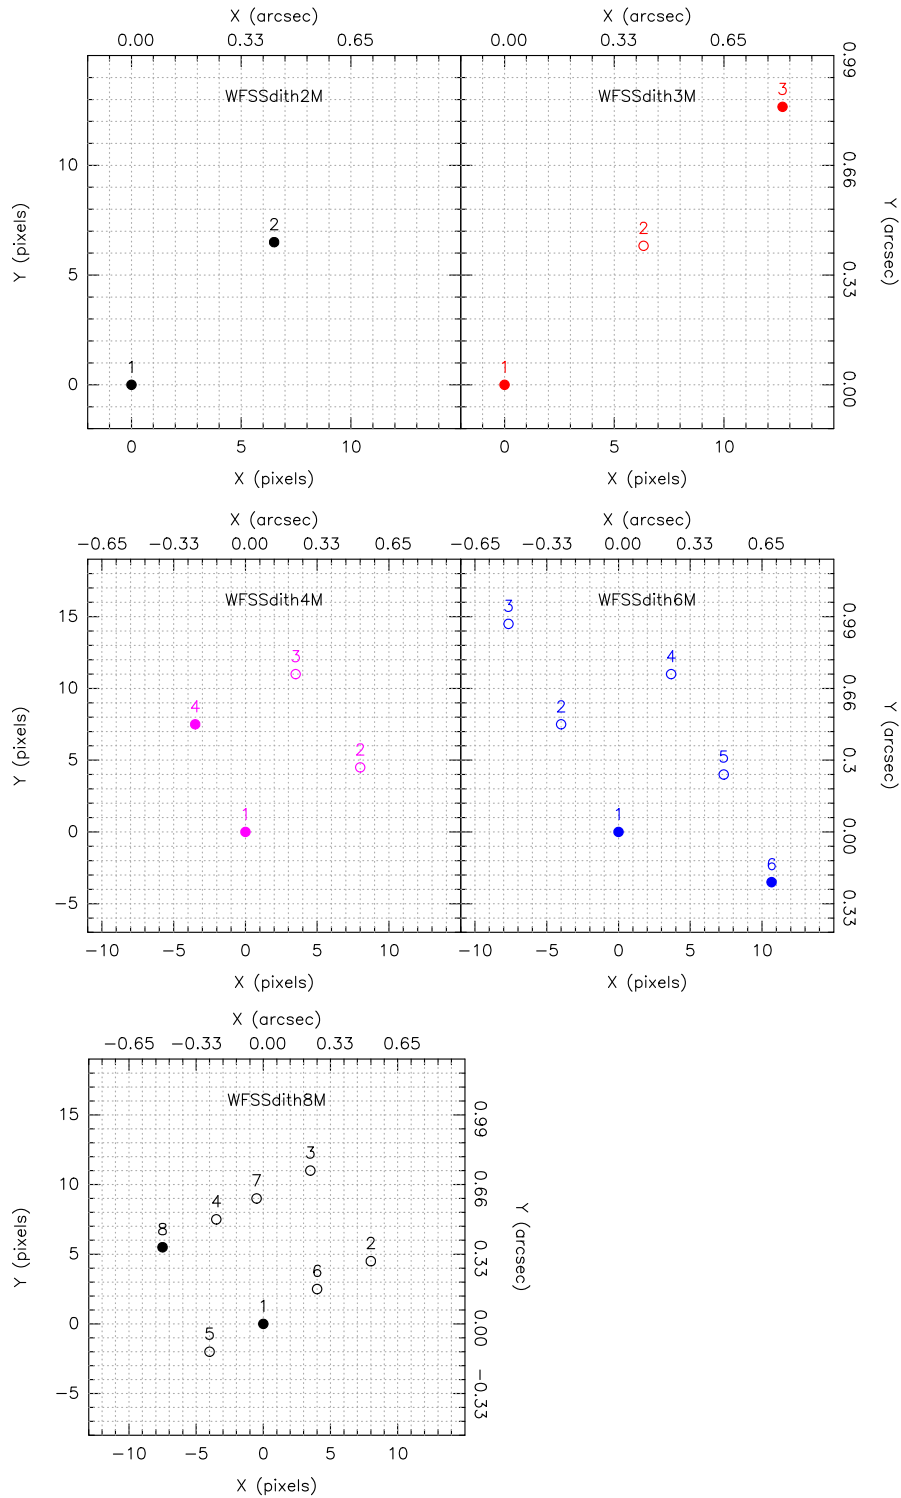 X (arcsec) X (arcsec)
0.00 0.33 0.65 0.00 0.33 0.65
WFSSdith2M WFSSdith3M
0.99
3
10 0.66
Y (pixels) Y (arcsec)
2 2
5 0.33
1 1
0 0.00
0 5 10 0 5 10
X (pixels) X (pixels)
X (arcsec) X (arcsec)
−0.65 −0.33 0.00 0.33 0.65 −0.65 −0.33 0.00 0.33 0.65
WFSSdith4M WFSSdith6M
3
15 0.99
3 4
10 0.66
4 2
Y (pixels) Y (arcsec)
2 5
5 0.3
1 1
0 0.00
6
−5 0.33
−10 −5 0 5 10 −10 −5 0 5 10
X (pixels) X (pixels)
X (arcsec)
−0.65 −0.33 0.00 0.33 0.65
WFSSdith8M
15 0.99
3
7
10 0.66
4
8 2
Y (pixels) Y (arcsec)
5 0.33
6
1
0 0.00
5
−5 −0.33
−10 −5 0 5 10
X (pixels)